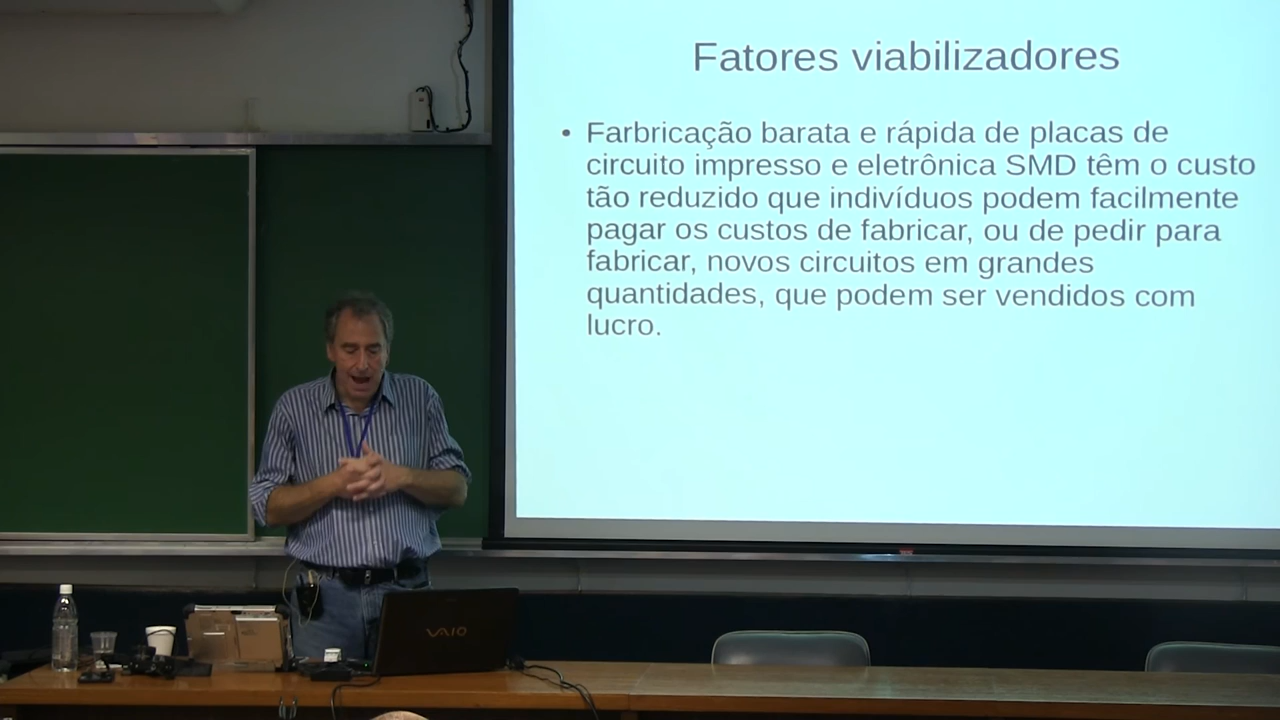 Fatores viabilizadores
• Farbricação barata e rápida de placas de
circuito impresso e eletrônica SMD têm o custo
tão reduzido que indivíduos podem facilmente
pagar os custos de fabricar, ou de pedir para
fabricar, novos circuitos em grandes
quantidades, que podem ser vendidos com
lucro.
VAIO